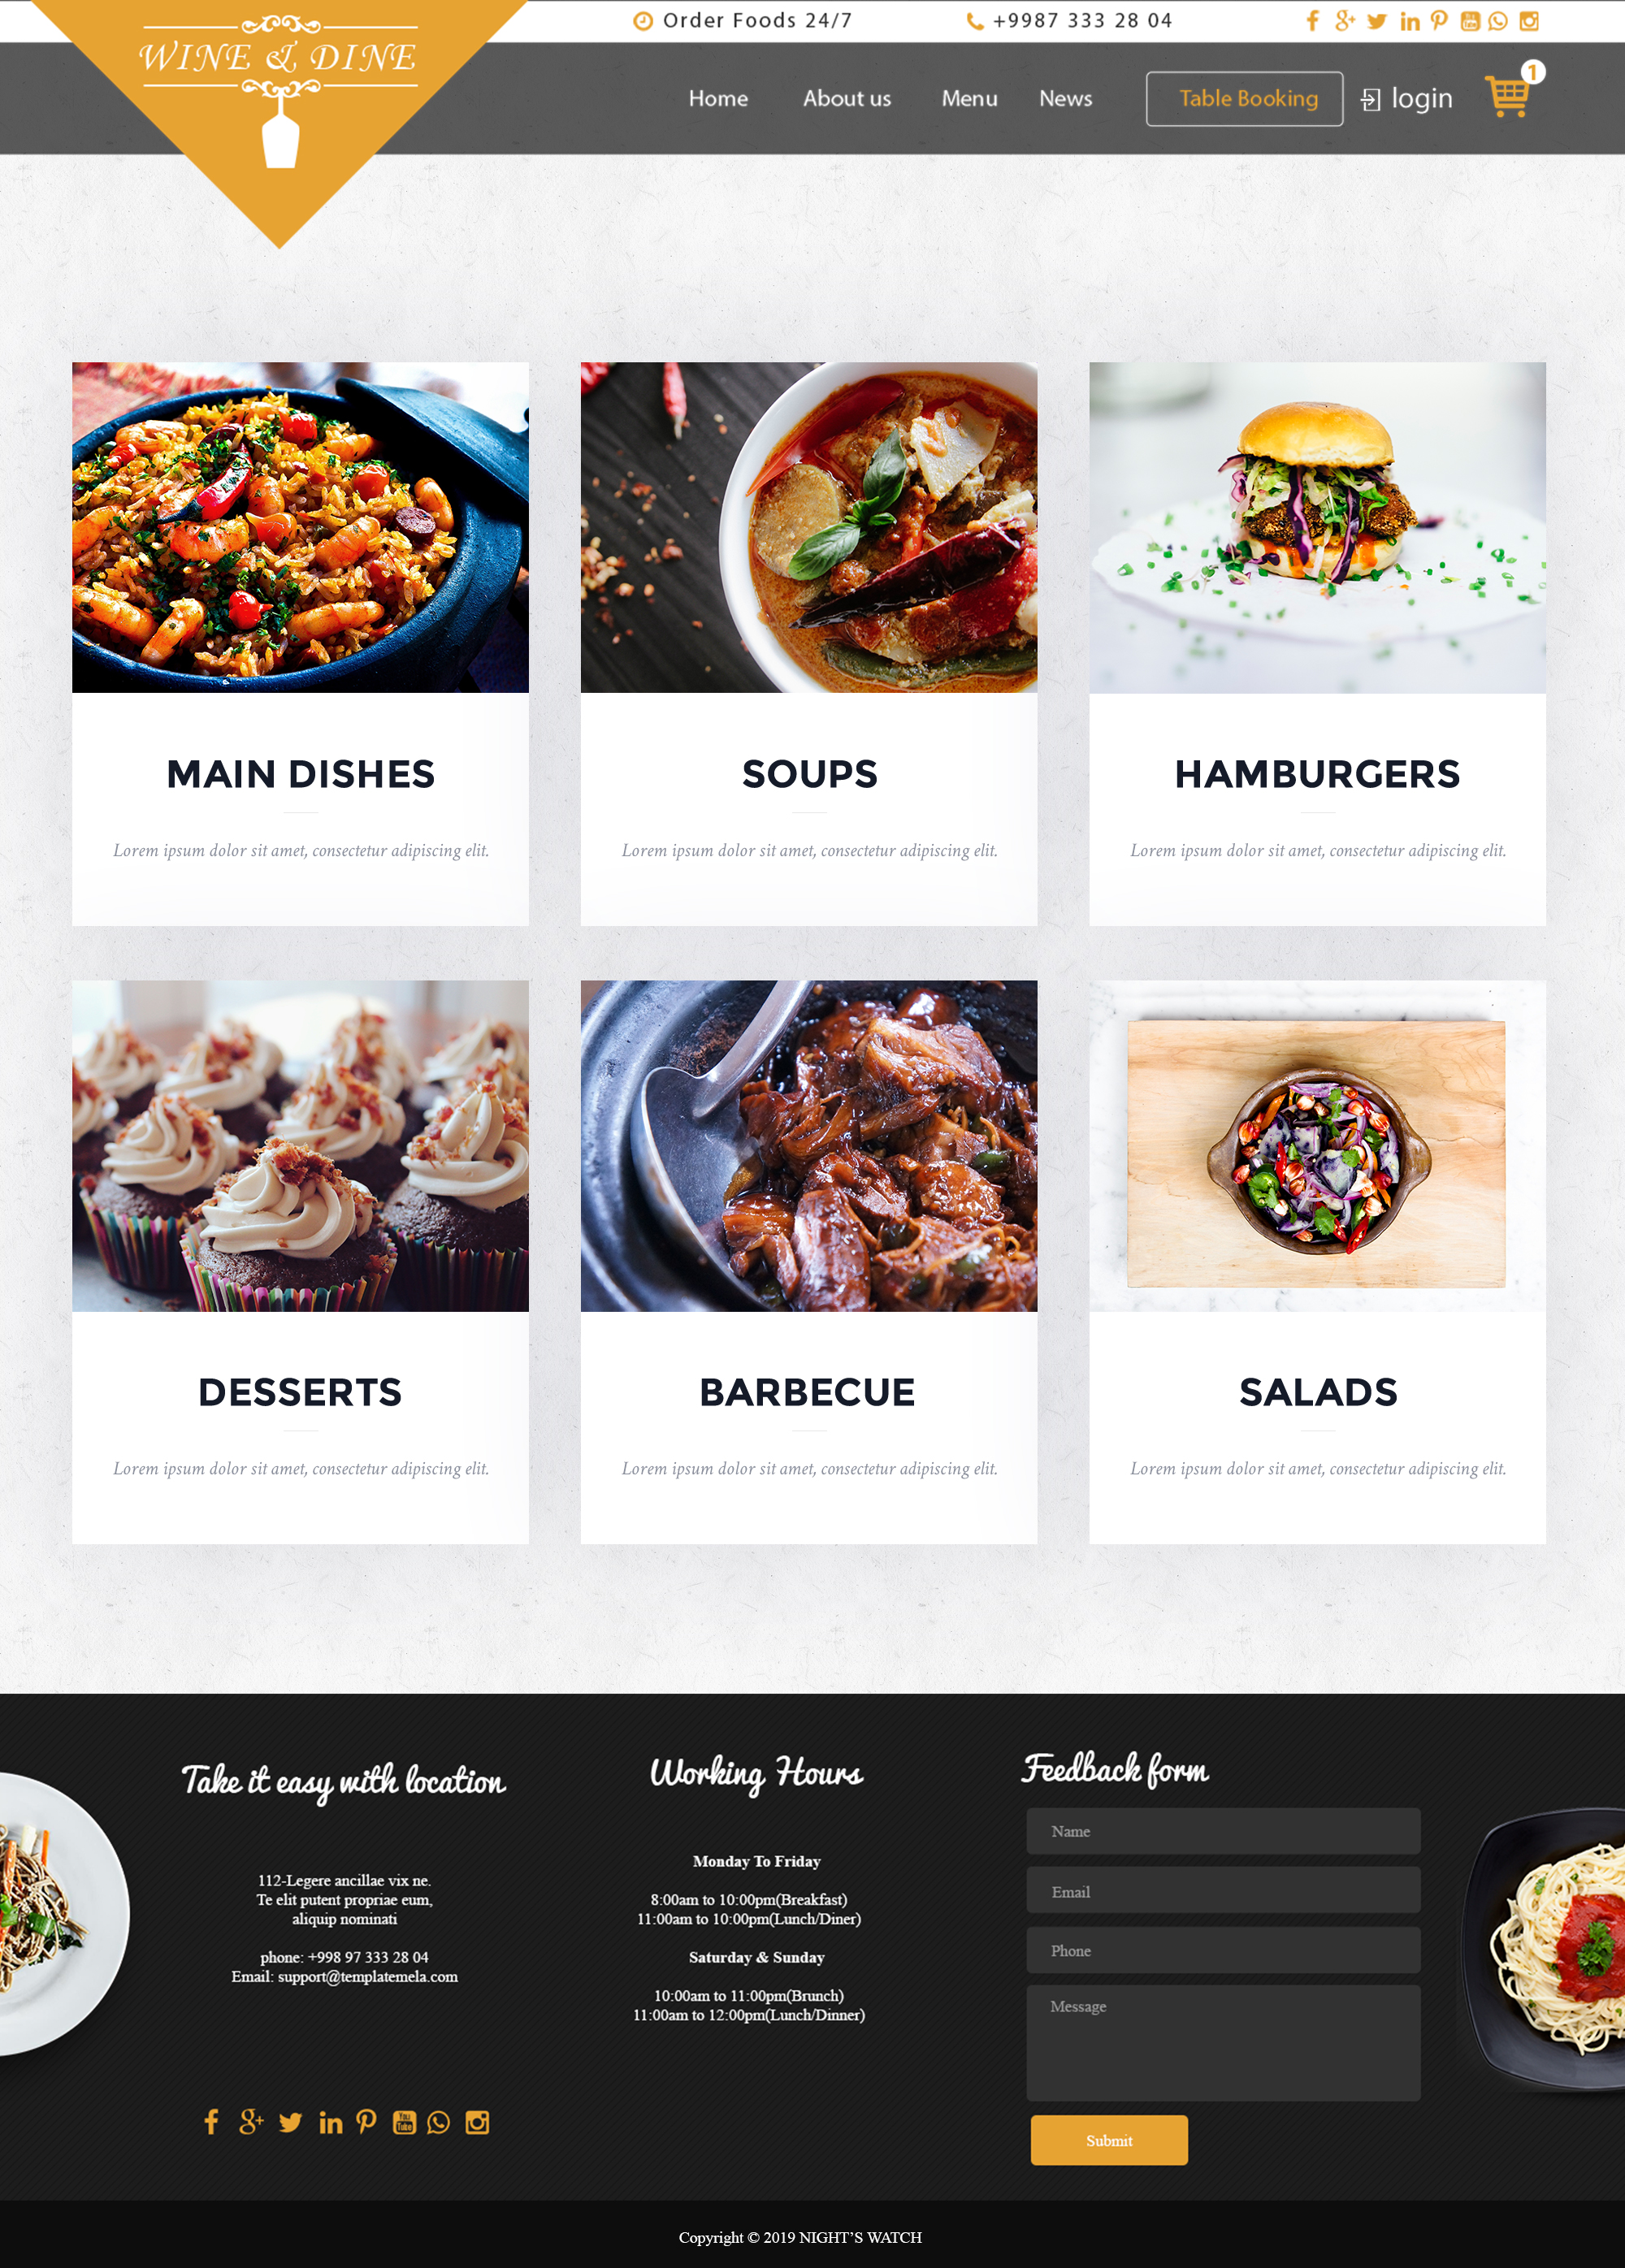 Order Foods 24/7
+9987 333 28 04
WINE & DINE
Home
About us
Menu
News
Table Booking
login
1
MAIN DISHES
Lorem ipsum dolor sit amet, consectetur adipiscing elit.
SOUPS
Lorem ipsum dolor sit amet, consectetur adipiscing elit.
HAMBURGERS
Lorem ipsum dolor sit amet, consectetur adipiscing elit.
DESSERTS
Lorem ipsum dolor sit amet, consectetur adipiscing elit.
BARBECUE
Lorem ipsum dolor sit amet, consectetur adipiscing elit.
SALADS
Lorem ipsum dolor sit amet, consectetur adipiscing elit.
Take it easy with location
112-Legere ancillae vix ne.
Te elit putent propriae eum,
aliquip nominati
phone: +998 97 333 28 04
Email: support@templatemela.com
Working Hours
Monday To Friday
8:00am to 10:00pm(Breakfast)
11:00am to 10:00pm(Lunch/Diner)
Saturday & Sunday
10:00am to 11:00pm(Brunch)
11:00am to 12:00pm(Lunch/Dinner)
Feedback form
Name
Email
Phone
Message
Submit
Copyright © 2019 NIGHT'S WATCH